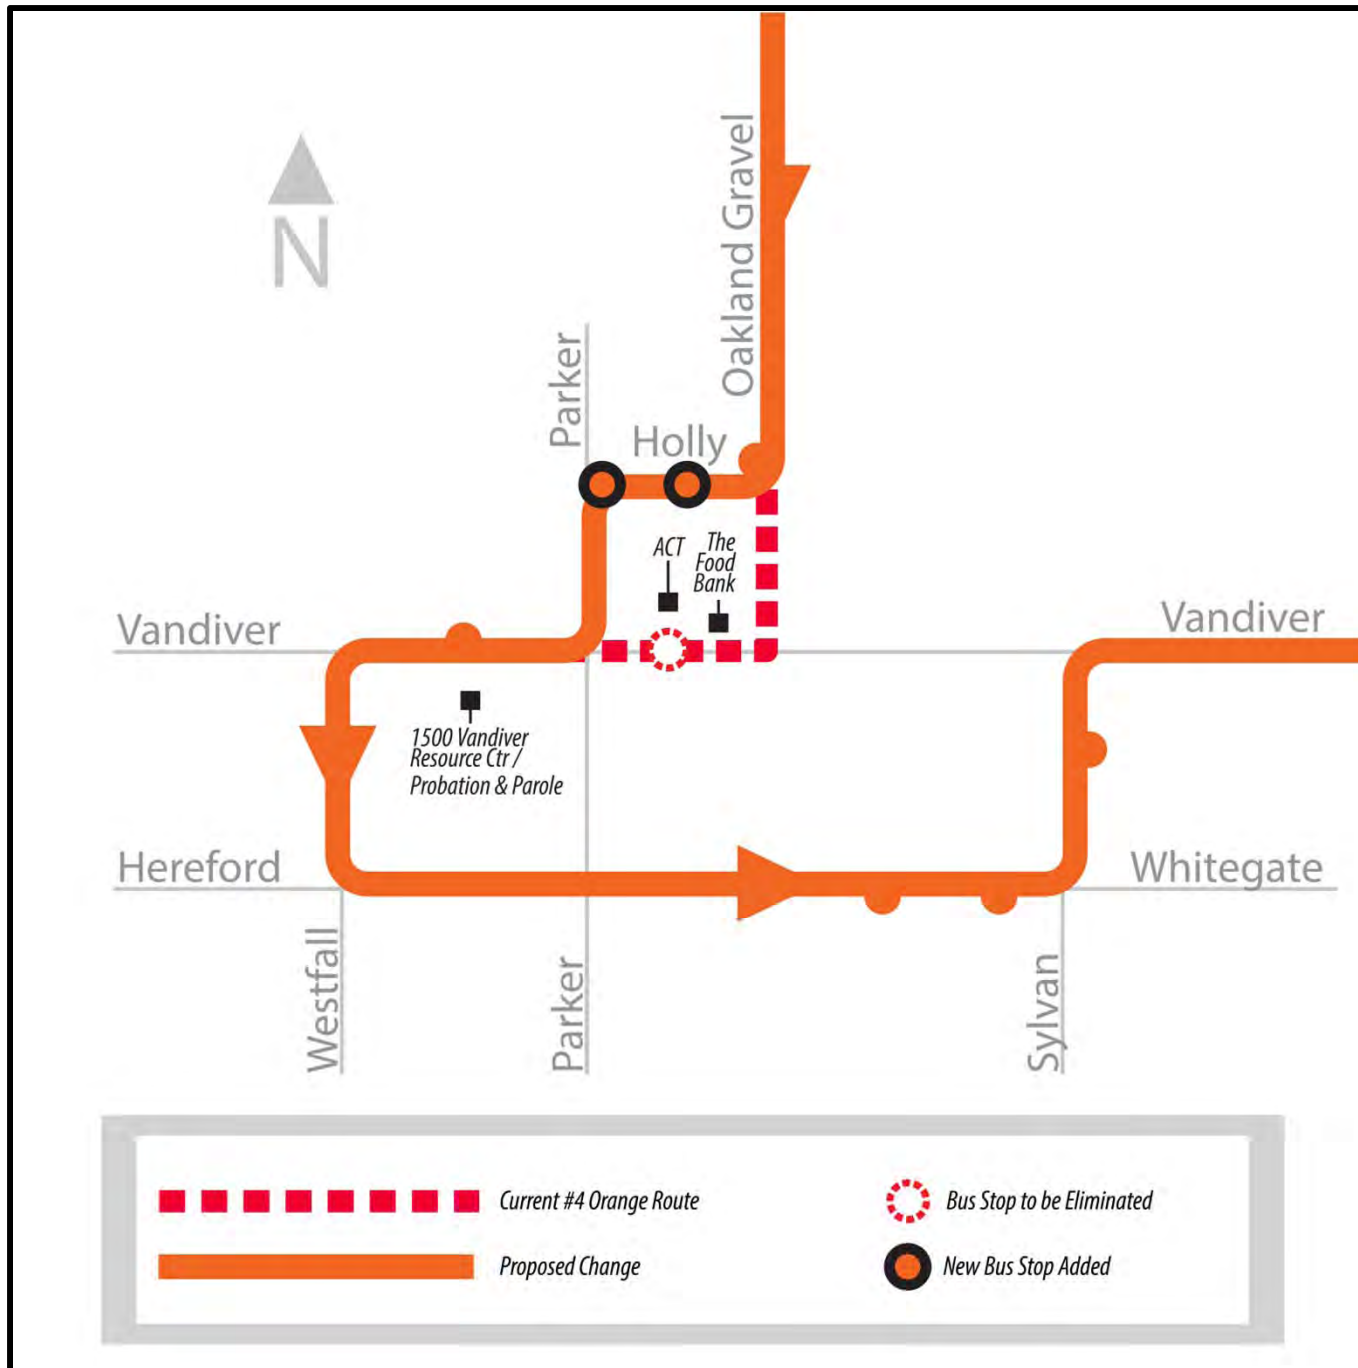 N
Oakland Gravel
Parker
Holly
ACT
The
Food
Bank
Vandiver
Vandiver
1500 Vandiver
Resource Ctr /
Probation & Parole
Hereford
Whitegate
Westfall
Parker
Sylvan
Current #4 Orange Route
Bus Stop to be Eliminated
Proposed Change
New Bus Stop Added